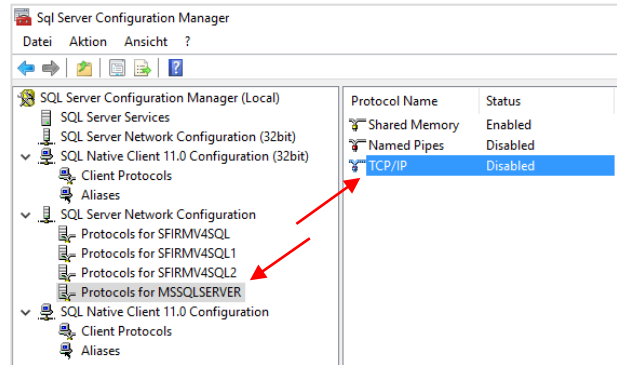 Sql Server Configuration Manager
Datei Aktion Ansicht ?
SQL Server Configuration Manager (Local)
SQL Server Services
SQL Server Network Configuration (32bit)
SQL Native Client 11.0 Configuration (32bit)
Client Protocols
Aliases
SQL Server Network Configuration
Protocols for SFIRMV4SQL
Protocols for SFIRMV4SQL1
Protocols for SFIRMV4SQL2
Protocols for MSSQLSERVER
SQL Native Client 11.0 Configuration
Client Protocols
Aliases
Protocol Name Status
Shared Memory Enabled
Named Pipes Disabled
TCP/IP Disabled